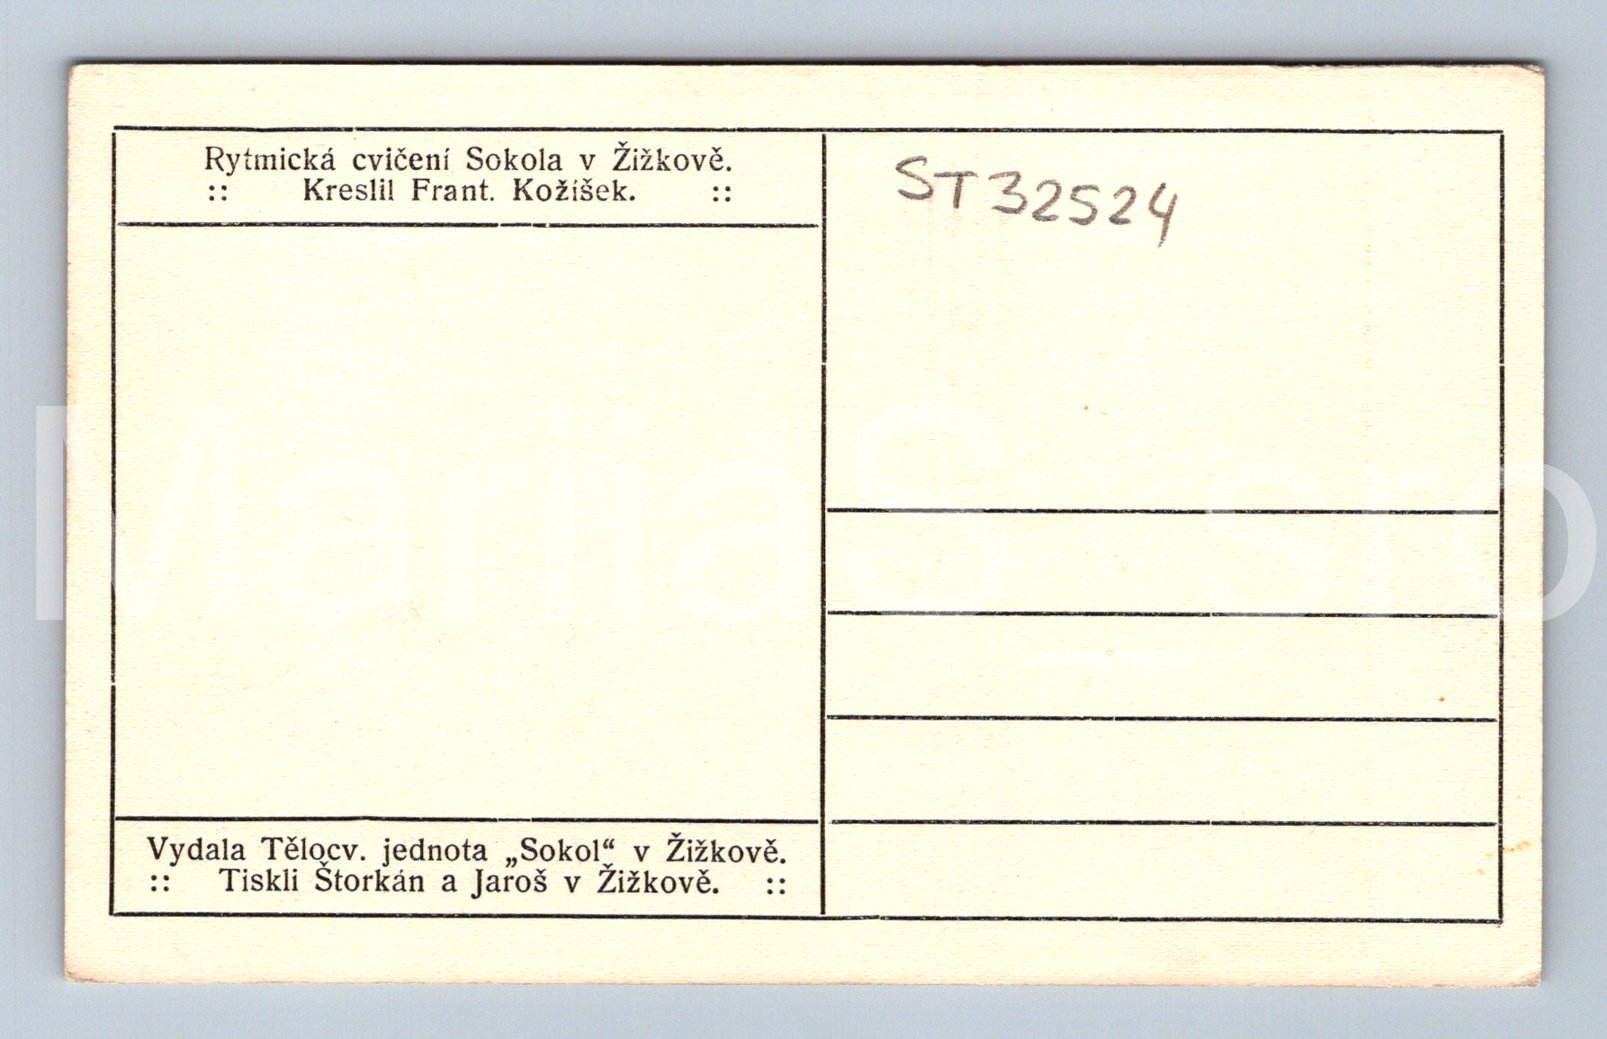 Rytmická cvičení Sokola v Žižkově.
:: Kreslil Frant. Kožíšek. ::
ST32524
Vydala Tělocv. jednota „Sokol“ v Žižkově.
:: Tiskli Štorkán a Jaroš v Žižkově. ::